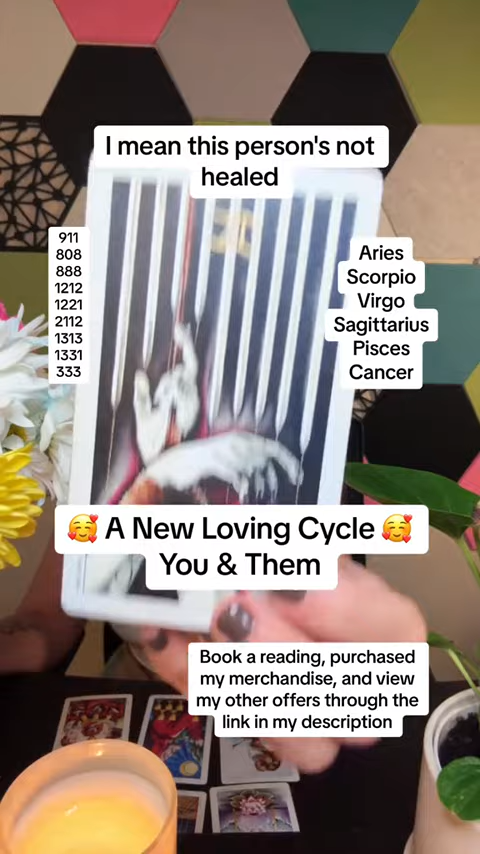 I mean this person's not
healed
911
808
888
1212
1221
2112
1313
1331
333
Aries
Scorpio
Virgo
Sagittarius
Pisces
Cancer
🥰 A New Loving Cycle 🥰
You & Them
Book a reading, purchased
my merchandise, and view
my other offers through the
link in my description